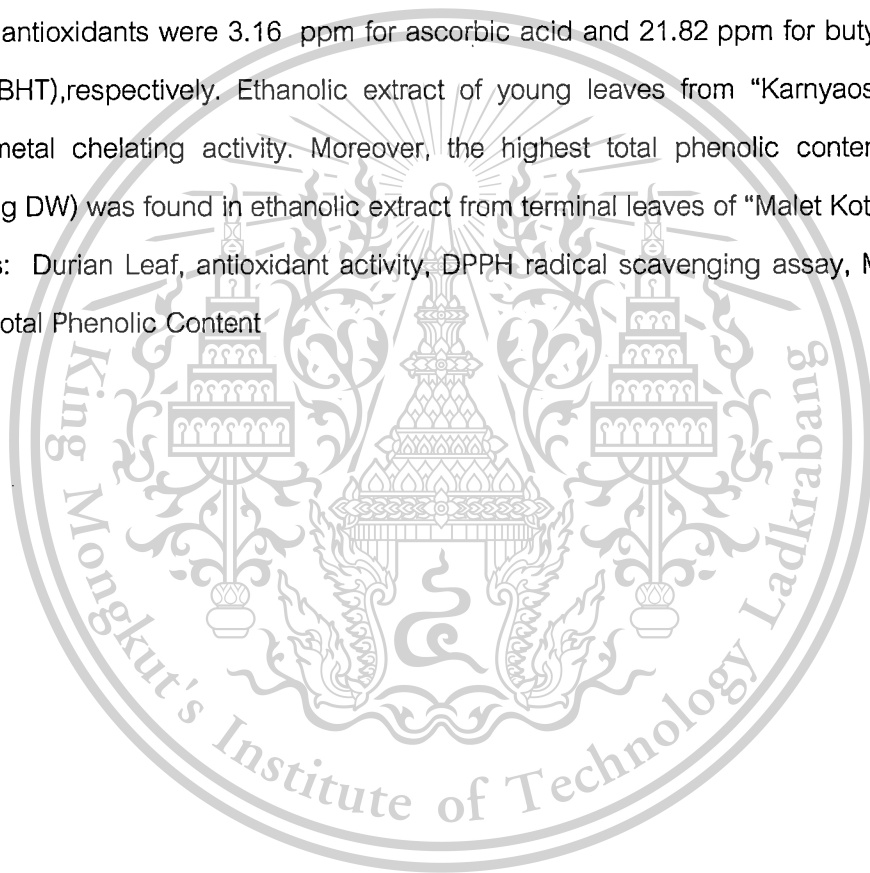 antioxidants were 3.16 ppm for ascorbic acid and 21.82 ppm for buty
BHT),respectively. Ethanolic extract of young leaves from “Karnyaos
metal chelating activity. Moreover, the highest total phenolic conter
g DW) was found in ethanolic extract from terminal leaves of “Malet Kot
s: Durian Leaf, antioxidant activity, DPPH radical scavenging assay, M
otal Phenolic Content
King Mongkut's Institute of Technology Ladkrabang